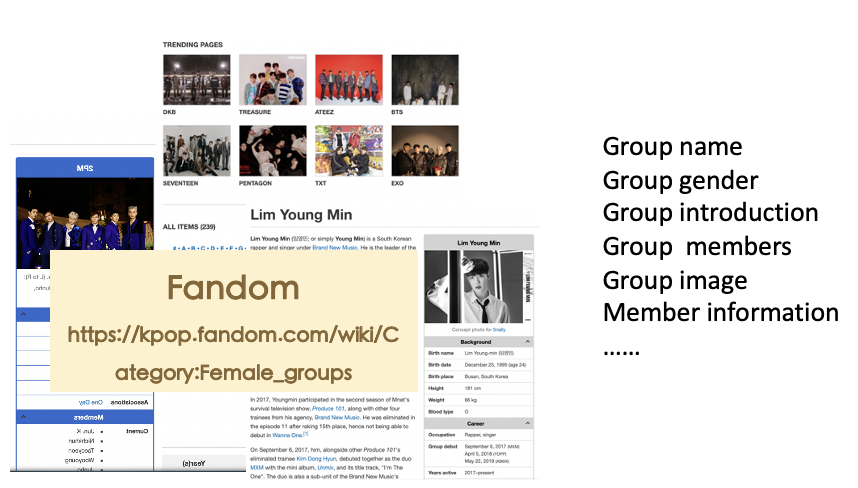 TRENDING PAGES
DKB
TREASURE
ATEEZ
BTS
SEVENTEEN
PENTAGON
TXT
EXO
ALL ITEMS (239)
# • A • B • C • D • E • F • G
2PM
Associations
One Day
Members
Current
Jun. K
Nichkhun
Taecyeon
Wooyoung
Junho
Year(s)
Lim Young Min
Lim Young Min (임영민; or simply Young Min) is a South Korean
rapper and singer under Brand New Music. He is the leader of the
In 2017, Youngmin participated in the second season of Mnet's
survival television show, Produce 101, along with other four
trainees from his agency, Brand New Music. He was eliminated in
the episode 11 after raking 15th place, hence not being able to
debut in Wanna One.[1]
On September 6, 2017, him, alongside other Produce 101's
eliminated trainee Kim Dong Hyun, debuted together as the duo
MXM with the mini album, Unmix, and its title track, "I'm The
One". The duo is also a sub-unit of the Brand New Music's
Lim Young Min
Concept photo for Snelly
Background
Birth name Lim Young-min (임영민)
Birth date December 25, 1995 (age 24)
Birth place Busan, South Korea
Height 181 cm
Weight 66 kg
Blood type O
Career
Occupation Rapper, singer
Group debut September 6, 2017 (MXM)
April 5, 2018 (YDPP)
May 22, 2019 (AB6IX)
Years active 2017–present
Fandom
https://kpop.fandom.com/wiki/C
ategory:Female_groups
Group name
Group gender
Group introduction
Group  members
Group image
Member information
......